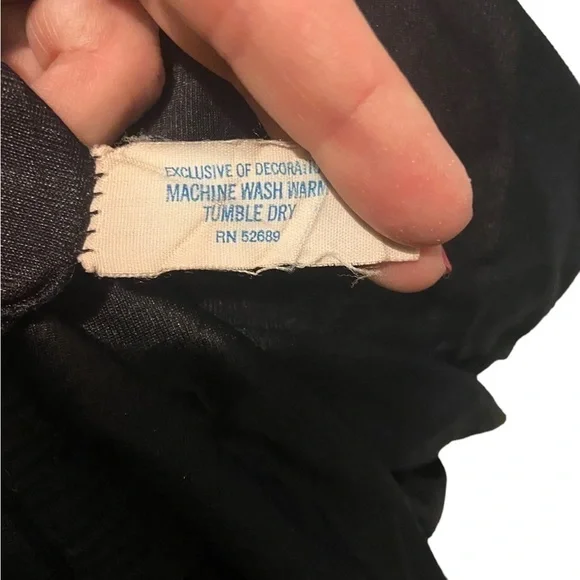 EXCLUSIVE OF DECORATI
MACHINE WASH WARM
TUMBLE DRY
RN 52689